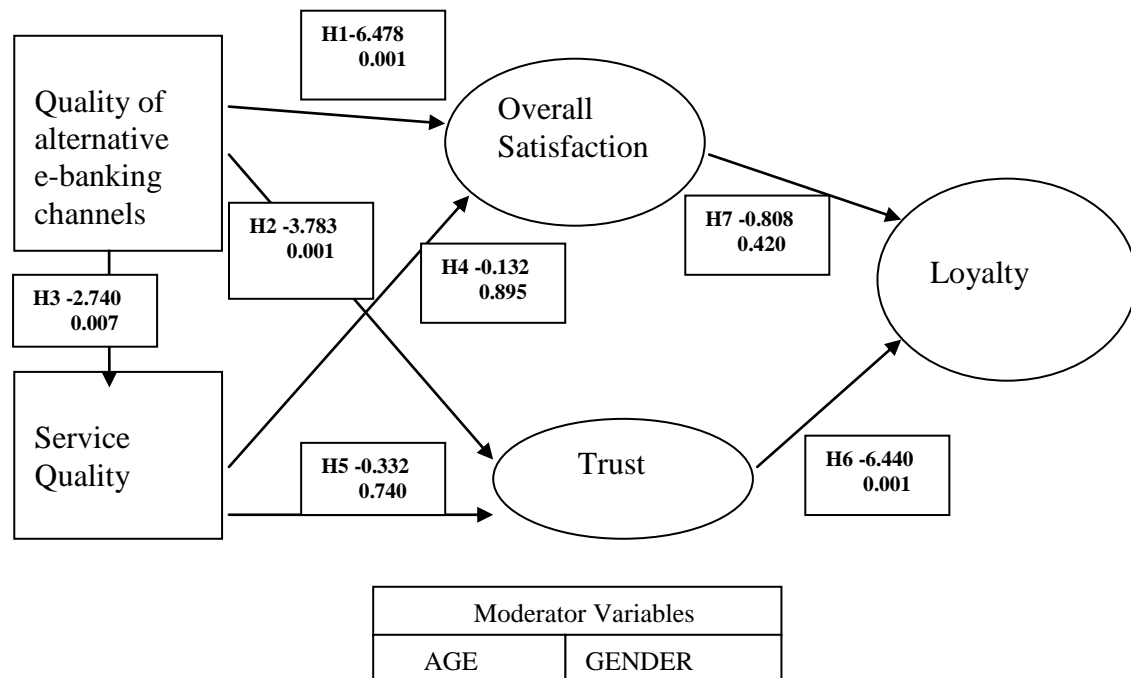 H1-6.478
0.001
Quality of
alternative
e-banking
channels
Overall
Satisfaction
H2 -3.783
0.001
H7 -0.808
0.420
H4 -0.132
0.895
Loyalty
H3 -2.740
0.007
Service
Quality
H5 -0.332
0.740
Trust
H6 -6.440
0.001
Moderator Variables
AGE GENDER